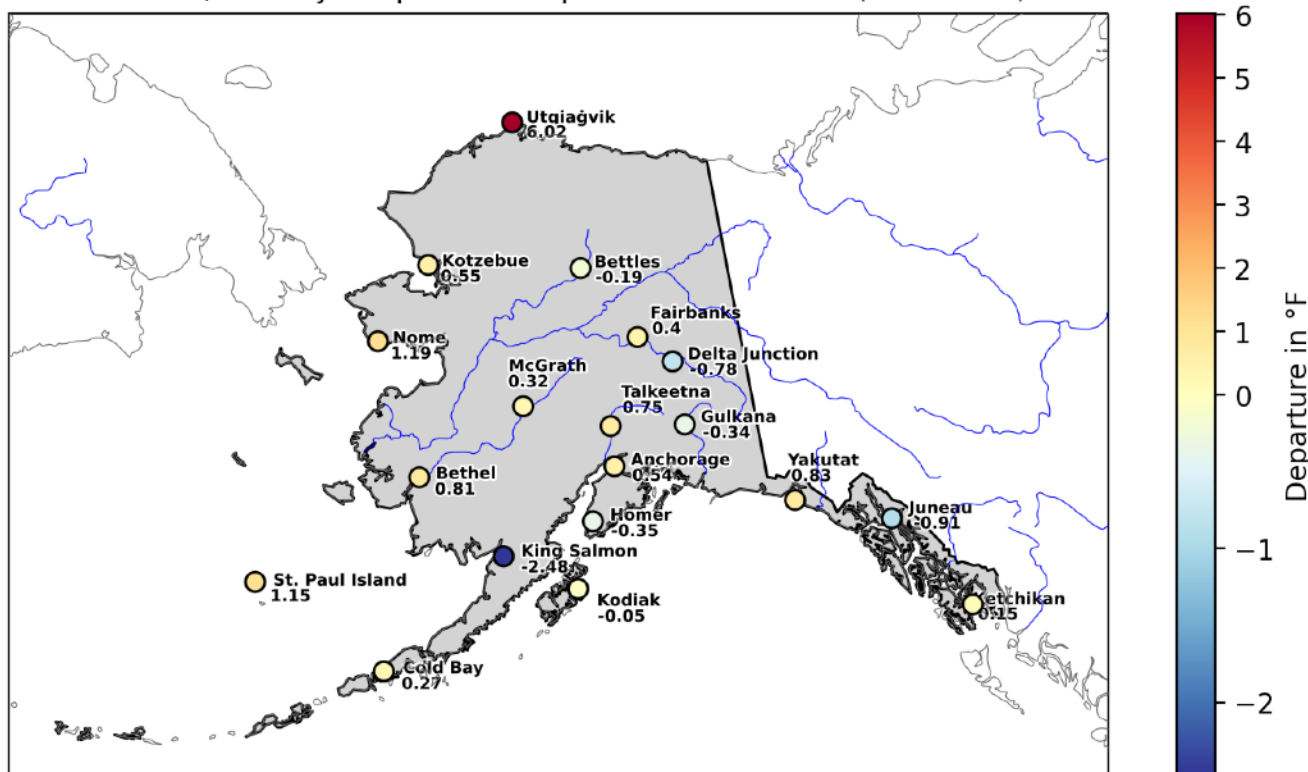 6
Utqiaġvik
6.02
5
4
3
Kotzebue
0.55
Bettles
-0.19
2
Fairbanks
0.4
Nome
1.19
1
Delta Junction
-0.78
McGrath
0.32
Talkeetna
0.75
0
Gulkana
-0.34
Anchorage
0.54
Yakutat
0.83
Bethel
0.81
Homer
-0.35
Juneau
-0.91
−1
King Salmon
-2.48
St. Paul Island
1.15
Kodiak
-0.05
Ketchikan
0.15
Cold Bay
0.27
−2
Departure in °F